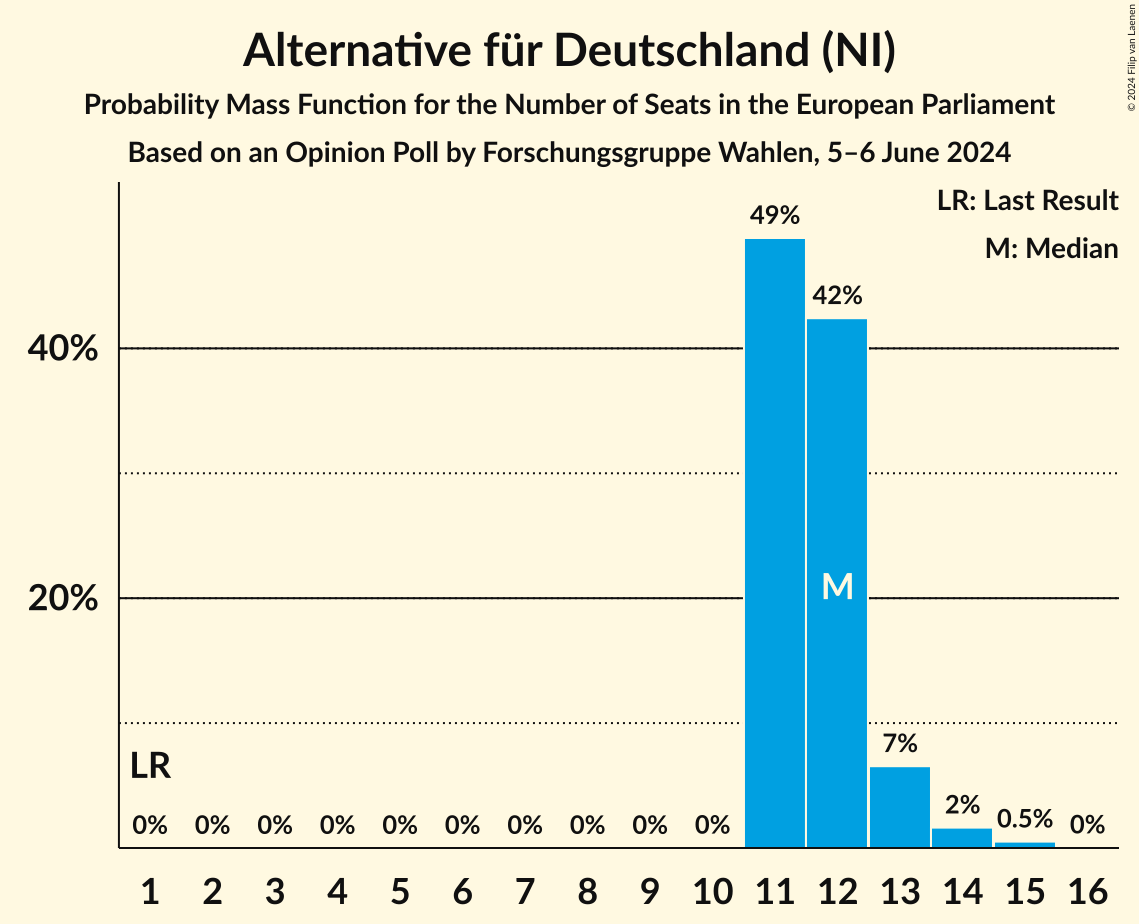 Alternative für Deutschland (NI)
Probability Mass Function for the Number of Seats in the European Parliament
Based on an Opinion Poll by Forschungsgruppe Wahlen, 5–6 June 2024
© 2024 Filip van Laenen
LR: Last Result
M: Median
49%
42%
40%
M
20%
7%
LR
2%
0% 0% 0% 0% 0% 0% 0% 0% 0% 0% 0.5% 0%
1 2 3 4 5 6 7 8 9 10 11 12 13 14 15 16